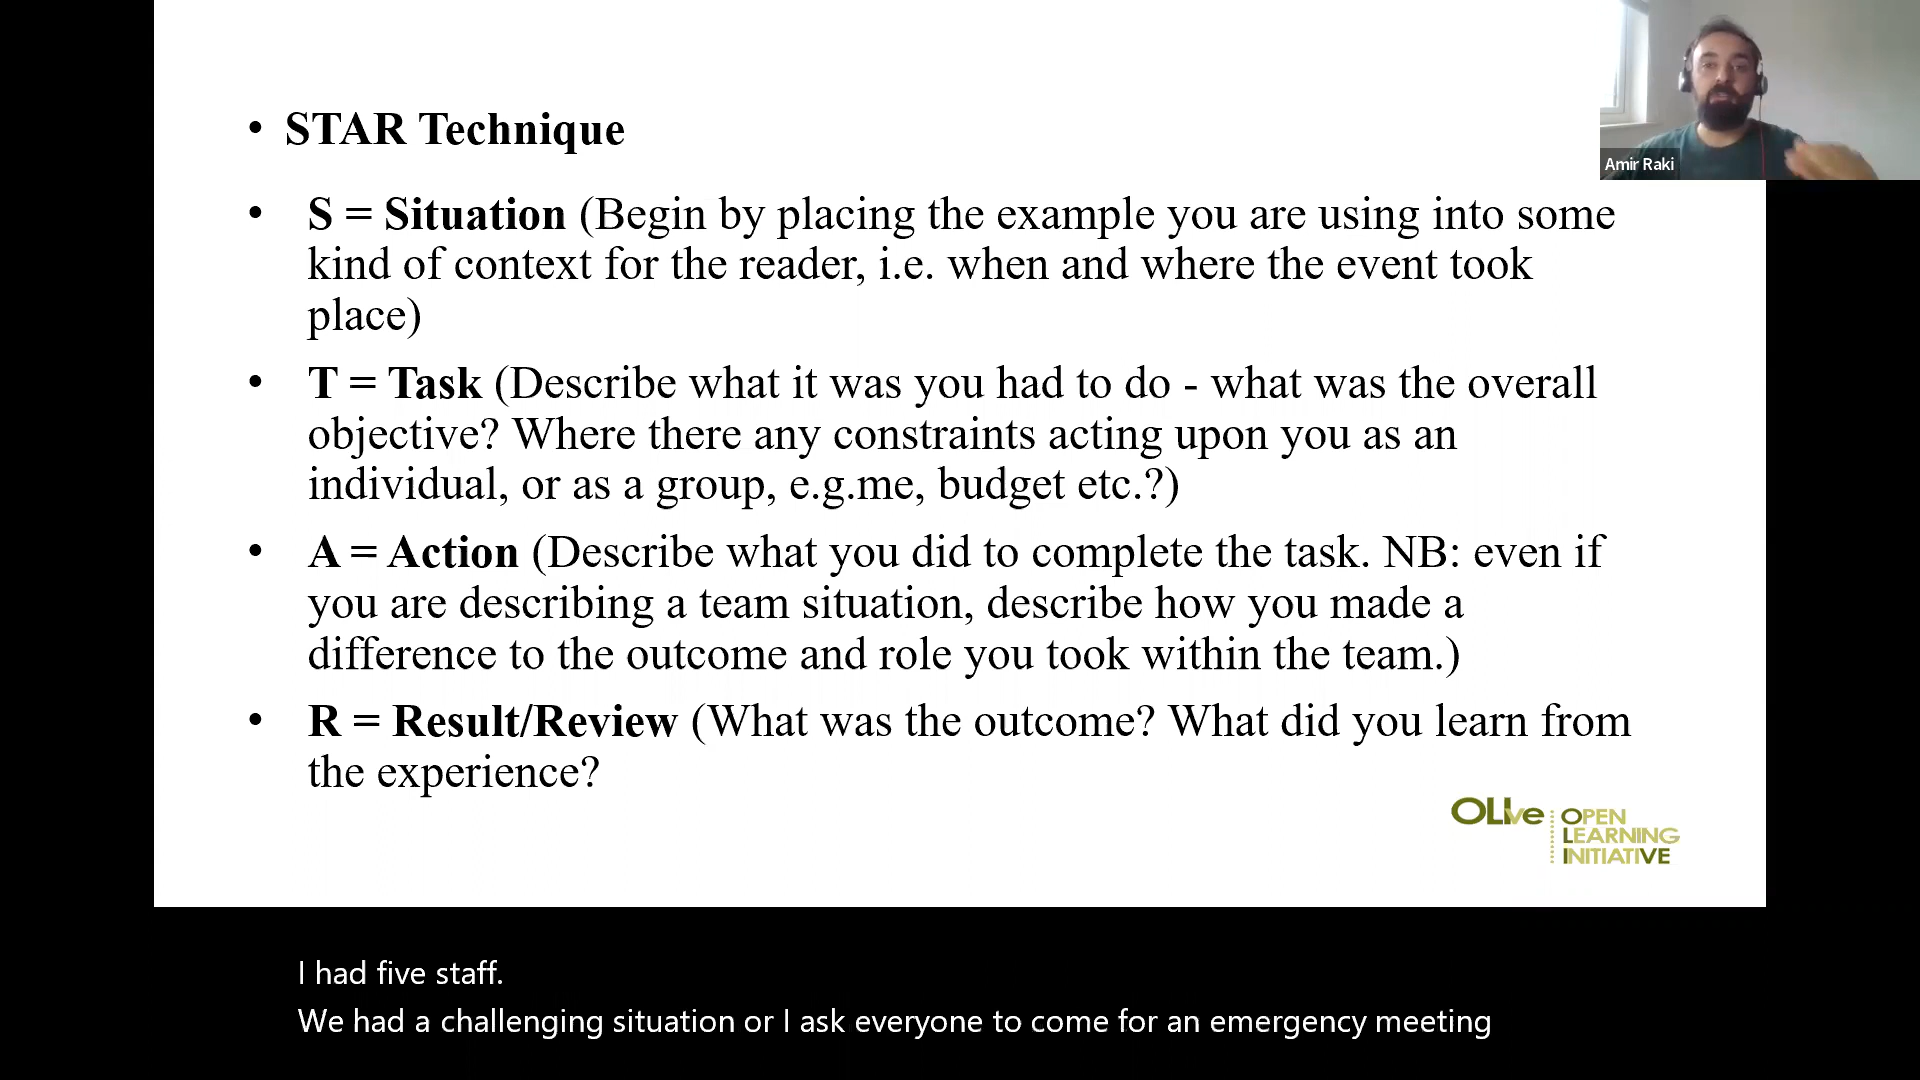 • STAR Technique
Amir Raki
• S = Situation (Begin by placing the example you are using into some
kind of context for the reader, i.e. when and where the event took
place)
• T = Task (Describe what it was you had to do - what was the overall
objective? Where there any constraints acting upon you as an
individual, or as a group, e.g.me, budget etc.?)
• A = Action (Describe what you did to complete the task. NB: even if
you are describing a team situation, describe how you made a
difference to the outcome and role you took within the team.)
• R = Result/Review (What was the outcome? What did you learn from
the experience?
OLIve
OPEN
LEARNING
INITIATIVE
I had five staff.
We had a challenging situation or I ask everyone to come for an emergency meeting